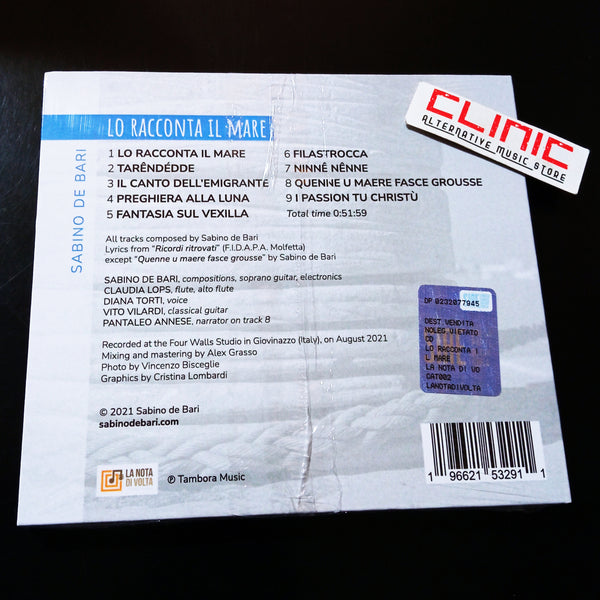 CLINIC
ALTERNATIVE MUSIC STORE
LO RACCONTA IL MARE
SABINO DE BARI
1 LO RACCONTA IL MARE
2 TARÊNDÉDDE
3 IL CANTO DELL'EMIGRANTE
4 PREGHIERA ALLA LUNA
5 FANTASIA SUL VEXILLA
6 FILASTROCCA
7 NINNÊ NÊNNE
8 QUENNE U MAERE FASCE GROUSSE
9 I PASSION TU CHRISTÙ
Total time 0:51:59
All tracks composed by Sabino de Bari
Lyrics from "Ricordi ritrovati" (F.I.D.A.P.A. Molfetta)
except "Quenne u maere fasce grousse" by Sabino de Bari
SABINO DE BARI, compositions, soprano guitar, electronics
CLAUDIA LOPS, flute, alto flute
DIANA TORTI, voice
VITO VILARDI, classical guitar
PANTALEO ANNESE, narrator on track 8
Recorded at the Four Walls Studio in Giovinazzo (Italy), on August 2021
Mixing and mastering by Alex Grasso
Photo by Vincenzo Bisceglie
Graphics by Cristina Lombardi
DP 0232077945
DEST.VENDITA
NOLEG.VIETATO
CD
LO RACCONTA I
L MARE
LA NOTA DI VO
CAT002
LANOTADIVOLTA
© 2021 Sabino de Bari
sabinodebari.com
LA NOTA
DI VOLTA
℗ Tambora Music
1 96621 53291 1